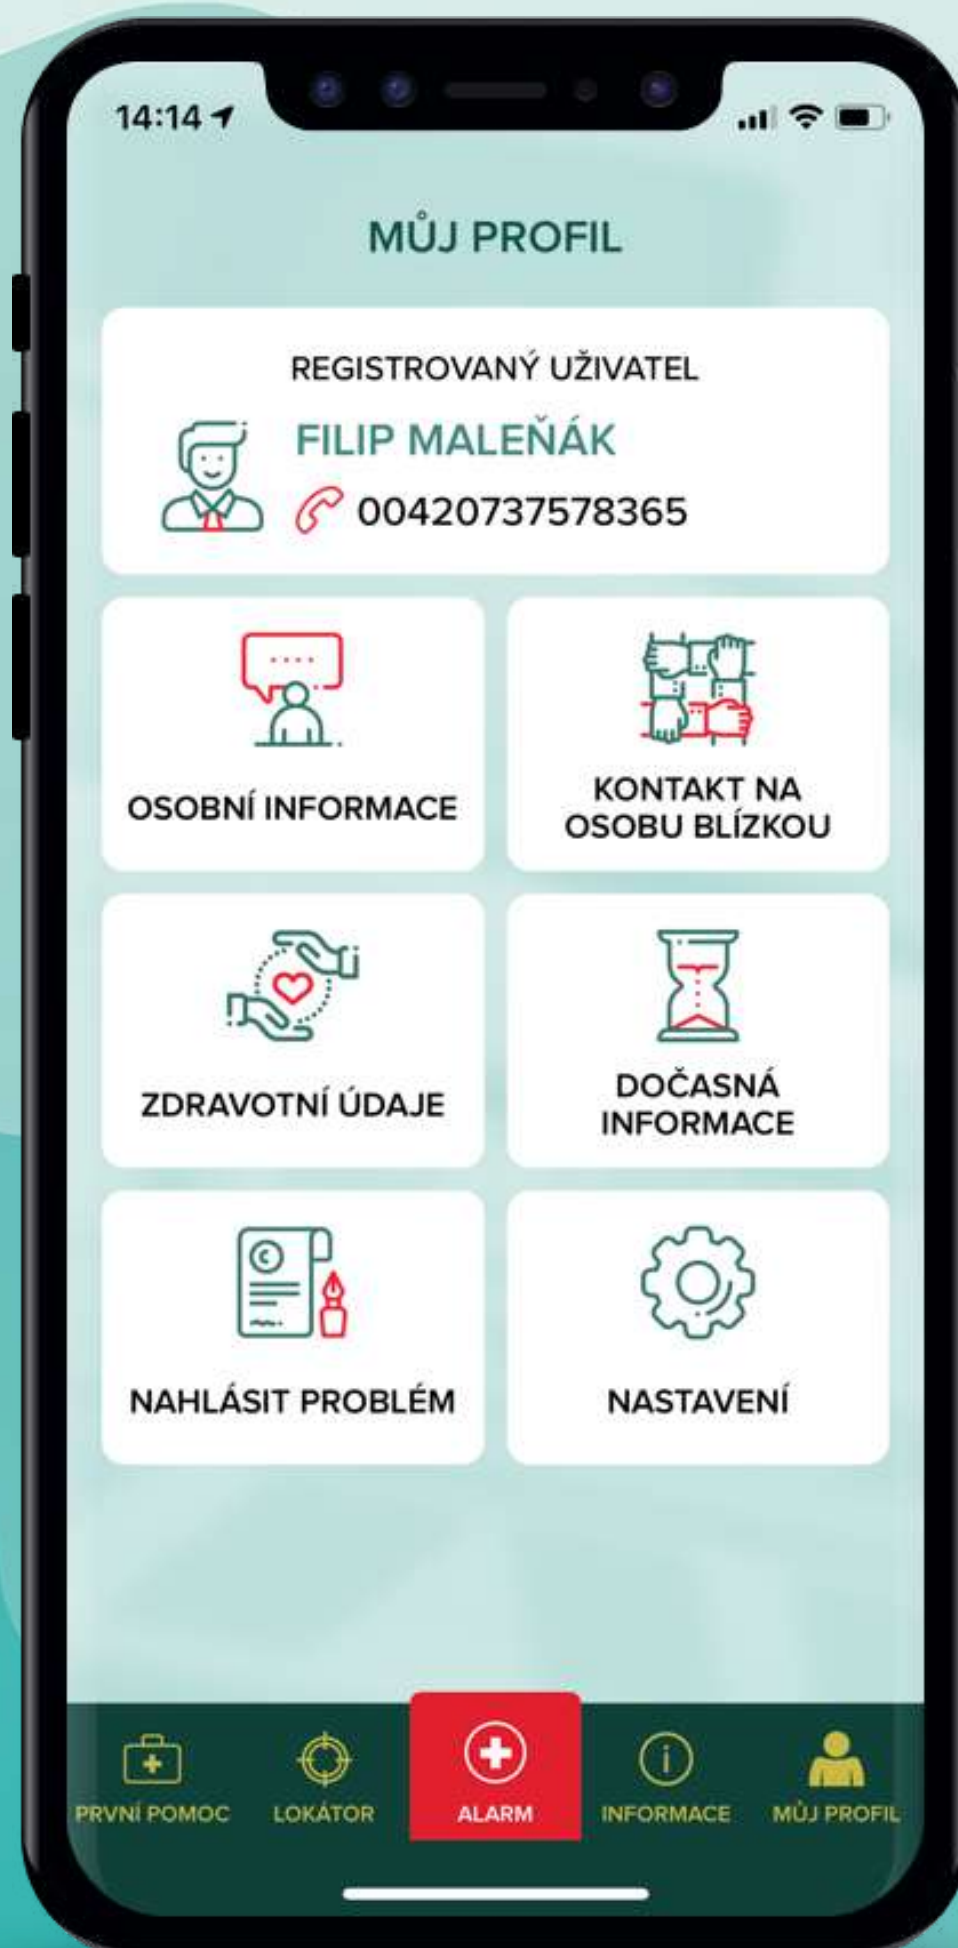 14:14
MŮJ PROFIL
REGISTROVANÝ UŽIVATEL
FILIP MALEŇÁK
00420737578365
OSOBNÍ INFORMACE
KONTAKT NA
OSOBU BLÍZKOU
ZDRAVOTNÍ ÚDAJE
DOČASNÁ
INFORMACE
NAHLÁSIT PROBLÉM
NASTAVENÍ
PRVNÍ POMOC
LOKÁTOR
ALARM
INFORMACE
MŮJ PROFIL